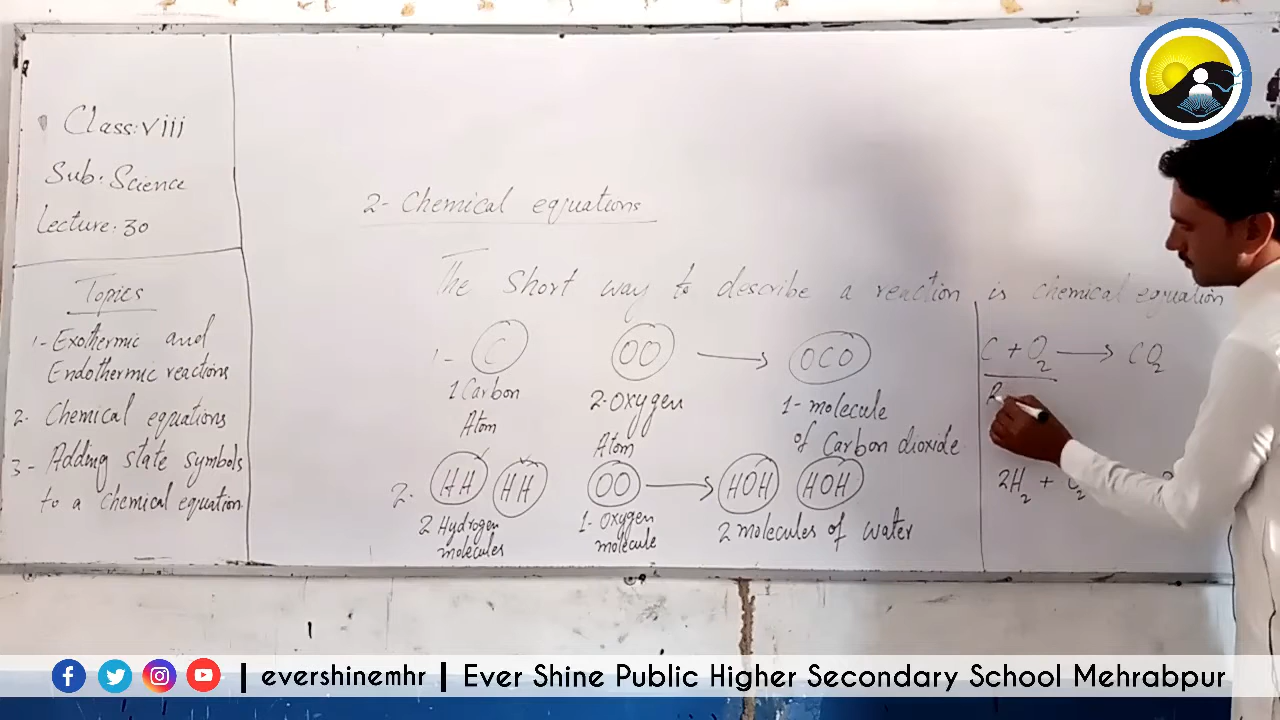 Class: viii
Sub: Science
Lecture: 30
Topics
1- Exothermic and
Endothermic reactions
2- Chemical equations
3- Adding state symbols
to a chemical equation
2- Chemical equations
The short way to describe a reaction is chemical equation
1- C OO → OCO
1 Carbon
Atom
2-Oxygen
Atom
1- molecule
of Carbon dioxide
2- HH HH OO → HOH HOH
2 Hydrogen
molecules
1- Oxygen
molecule
2 molecules of water
C + O₂ → CO₂
R
2H₂ + O₂
evershinemhr | Ever Shine Public Higher Secondary School Mehrabpur